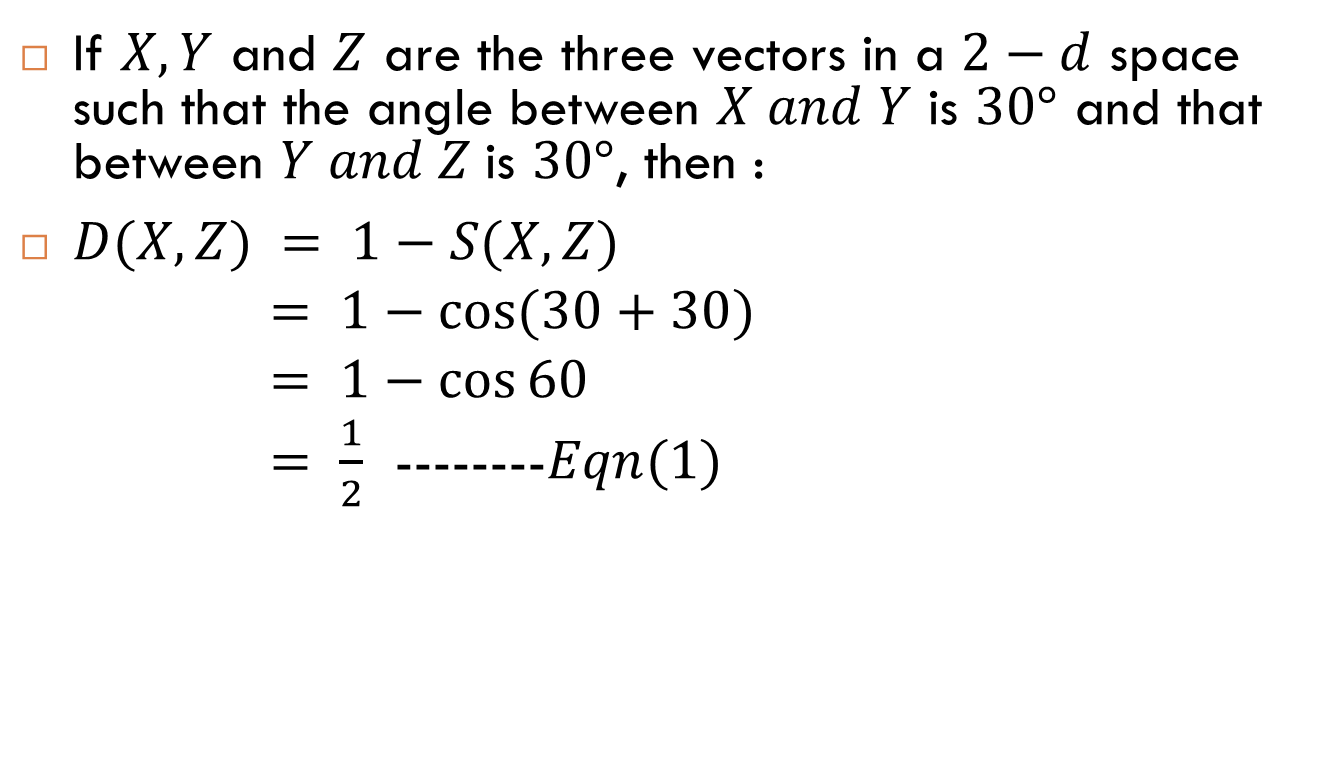 □ If X, Y and Z are the three vectors in a 2 − d space
such that the angle between X and Y is 30° and that
between Y and Z is 30°, then :
□ D(X, Z) = 1 − S(X, Z)
= 1 − cos(30 + 30)
= 1 − cos 60
= 1/2 --------Eqn(1)